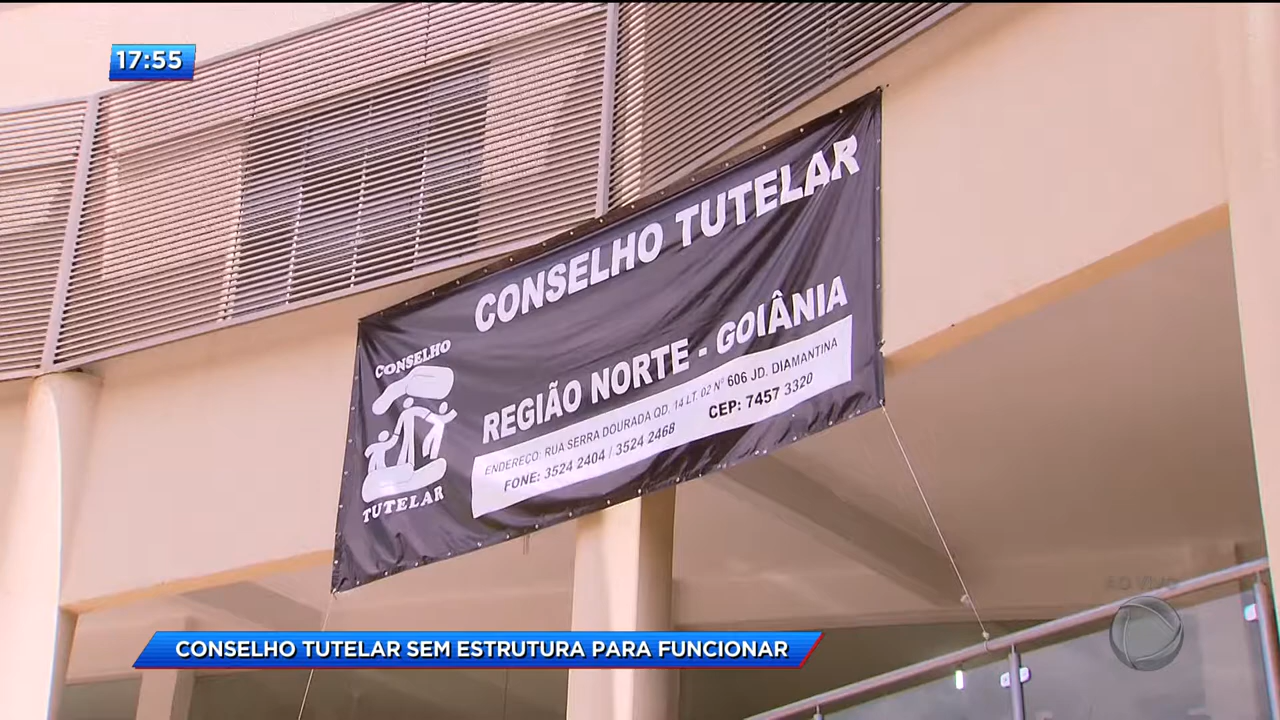 17:55
CONSELHO TUTELAR
REGIÃO NORTE - GOIÂNIA
CONSELHO
TUTELAR
ENDEREÇO: RUA SERRA DOURADA QD. 14 LT. 02 Nº 606 JD. DIAMANTINA
FONE: 3524 2404 / 3524 2468 CEP: 7457 3320
AO VIVO
CONSELHO TUTELAR SEM ESTRUTURA PARA FUNCIONAR